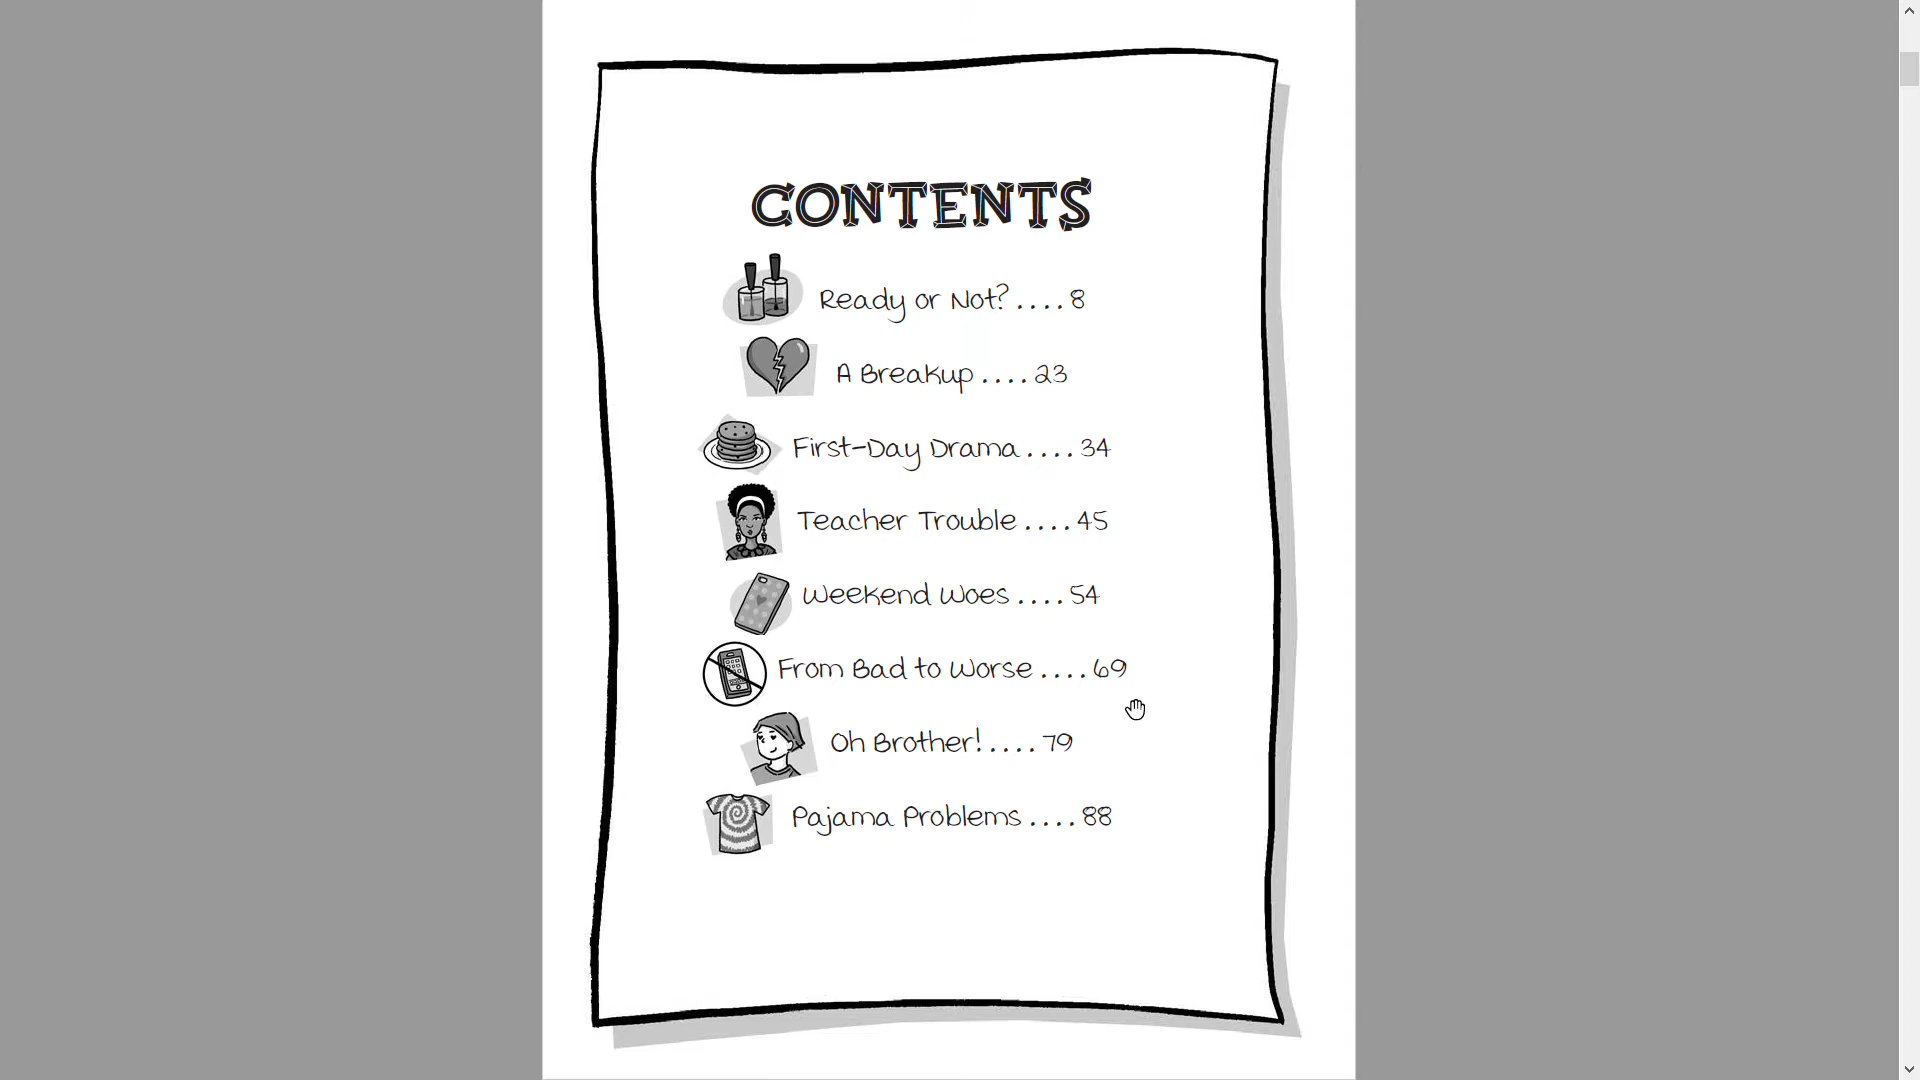 CONTENTS
Ready or Not? .... 8
A Breakup .... 23
First-Day Drama .... 34
Teacher Trouble .... 45
Weekend Woes .... 54
From Bad to Worse .... 69
Oh Brother! .... 79
Pajama Problems .... 88